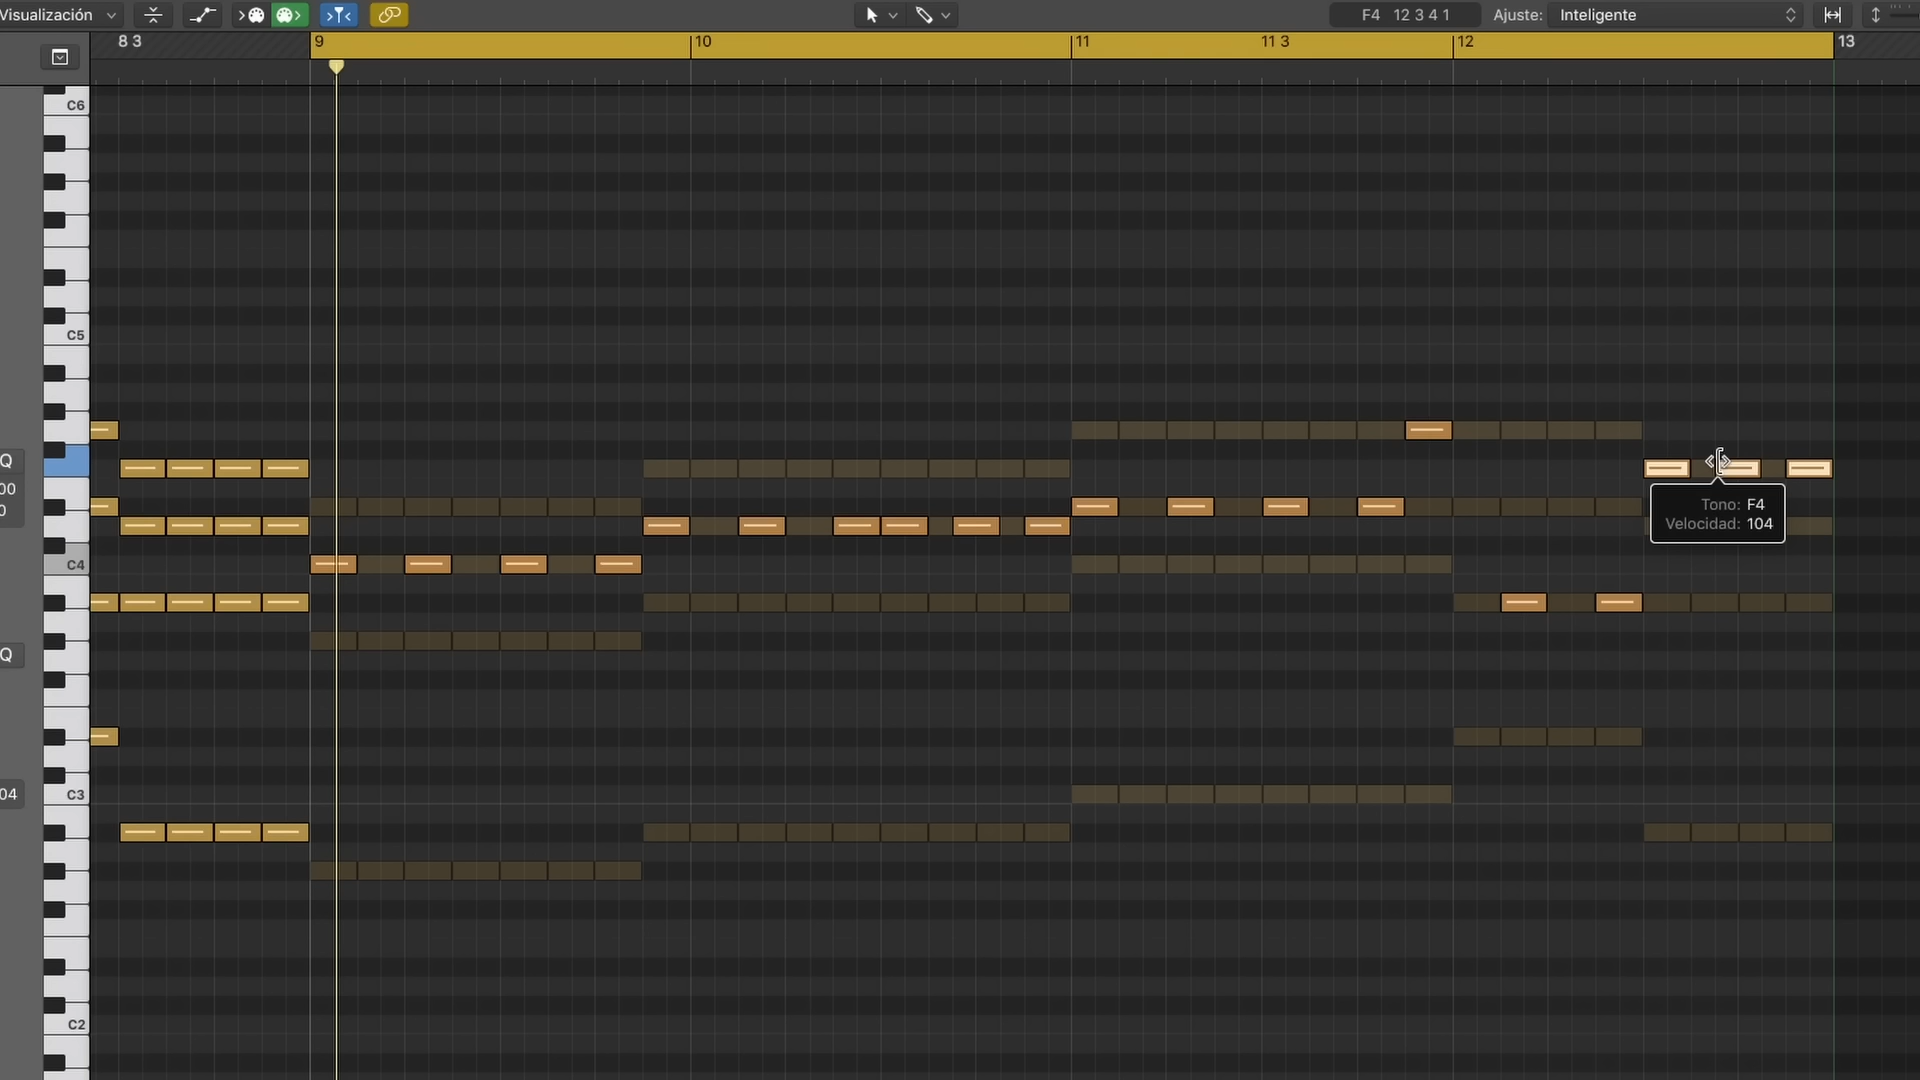 Visualización
F4 12 3 4 1
Ajuste: Inteligente
8 3
9
10
11
11 3
12
13
C6
C5
Q
00
0
C4
Tono: F4
Velocidad: 104
Q
04
C3
C2